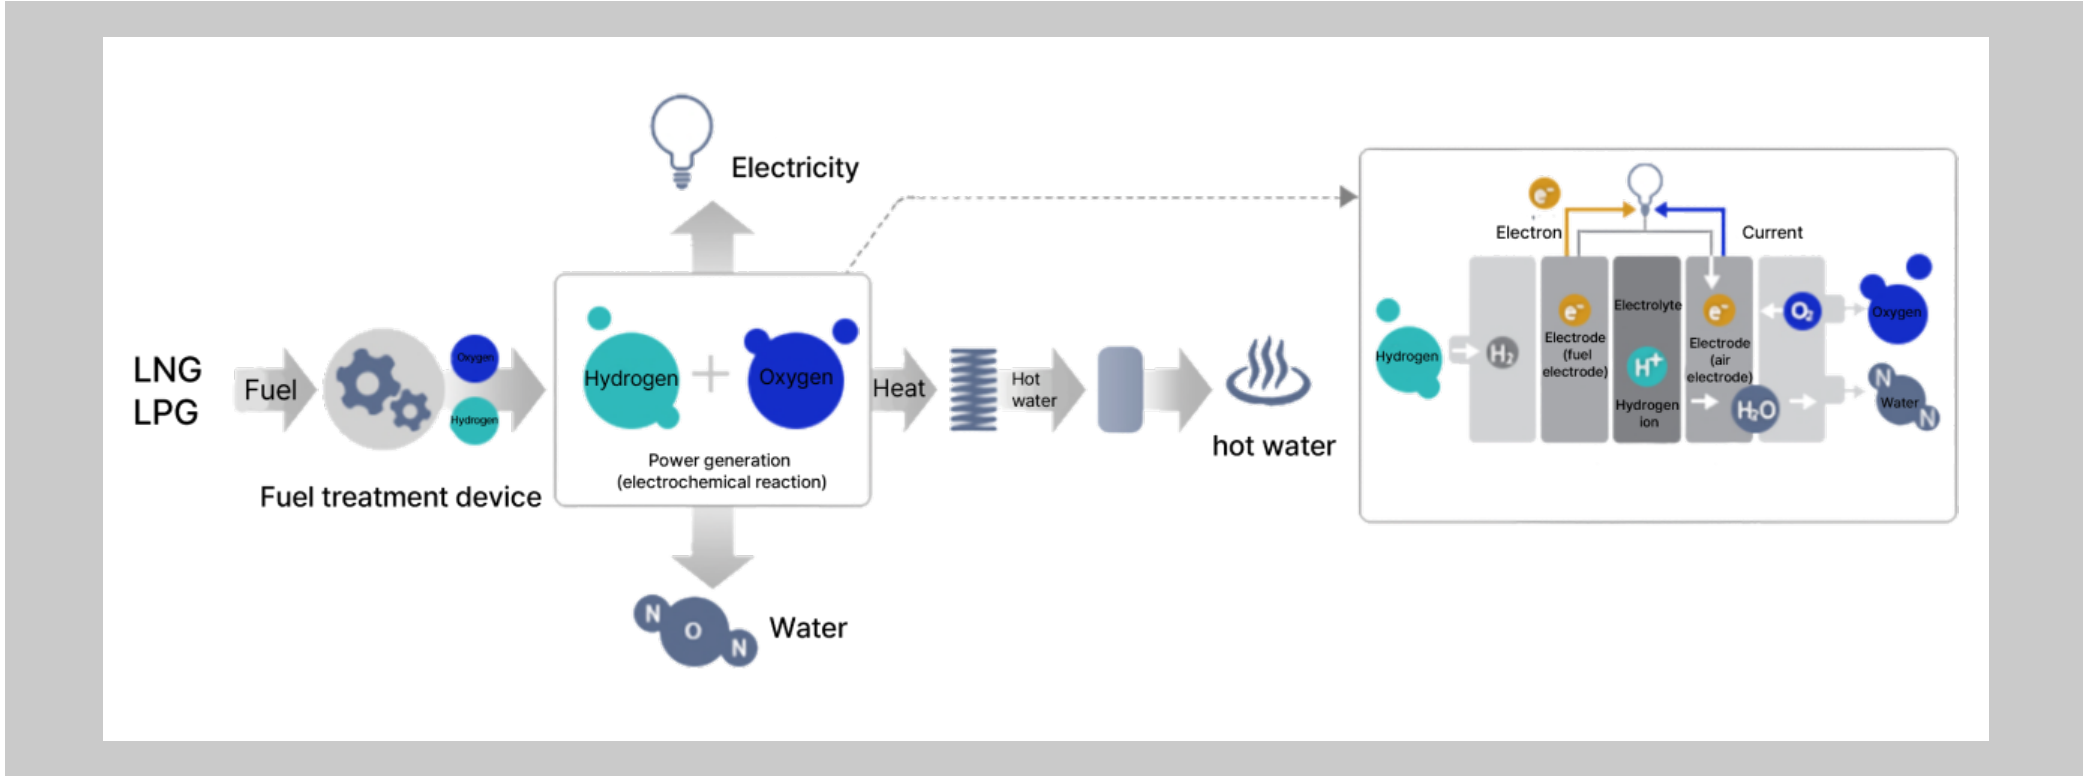 LNG
LPG
Fuel
Oxygen
Hydrogen
Fuel treatment device
Electricity
Hydrogen
Oxygen
Power generation
(electrochemical reaction)
N
O
N
Water
Heat
Hot
water
hot water
e⁻
Electron
Current
Hydrogen
H₂
e⁻
Electrode
(fuel
electrode)
Electrolyte
H⁺
Hydrogen
ion
e⁻
Electrode
(air
electrode)
O₂
H₂O
Oxygen
N
Water
N